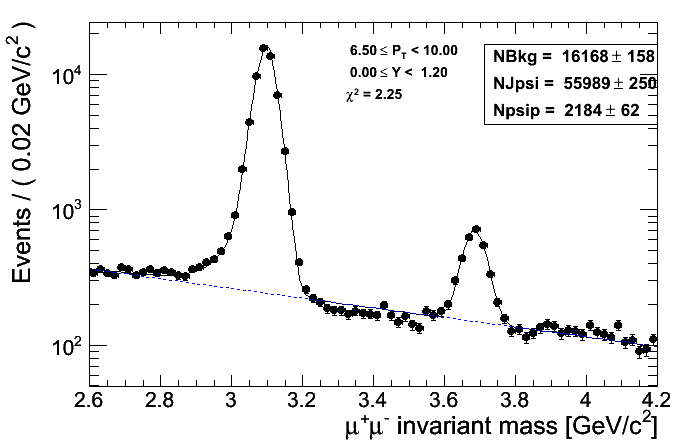 Events / ( 0.02 GeV/c² )
10⁴
10³
10²
6.50 ≤ P_T < 10.00
0.00 ≤ Y < 1.20
χ² = 2.25
NBkg = 16168 ± 158
NJpsi = 55989 ± 250
Npsip = 2184 ± 62
2.6 2.8 3 3.2 3.4 3.6 3.8 4 4.2
μ⁺μ⁻ invariant mass [GeV/c²]